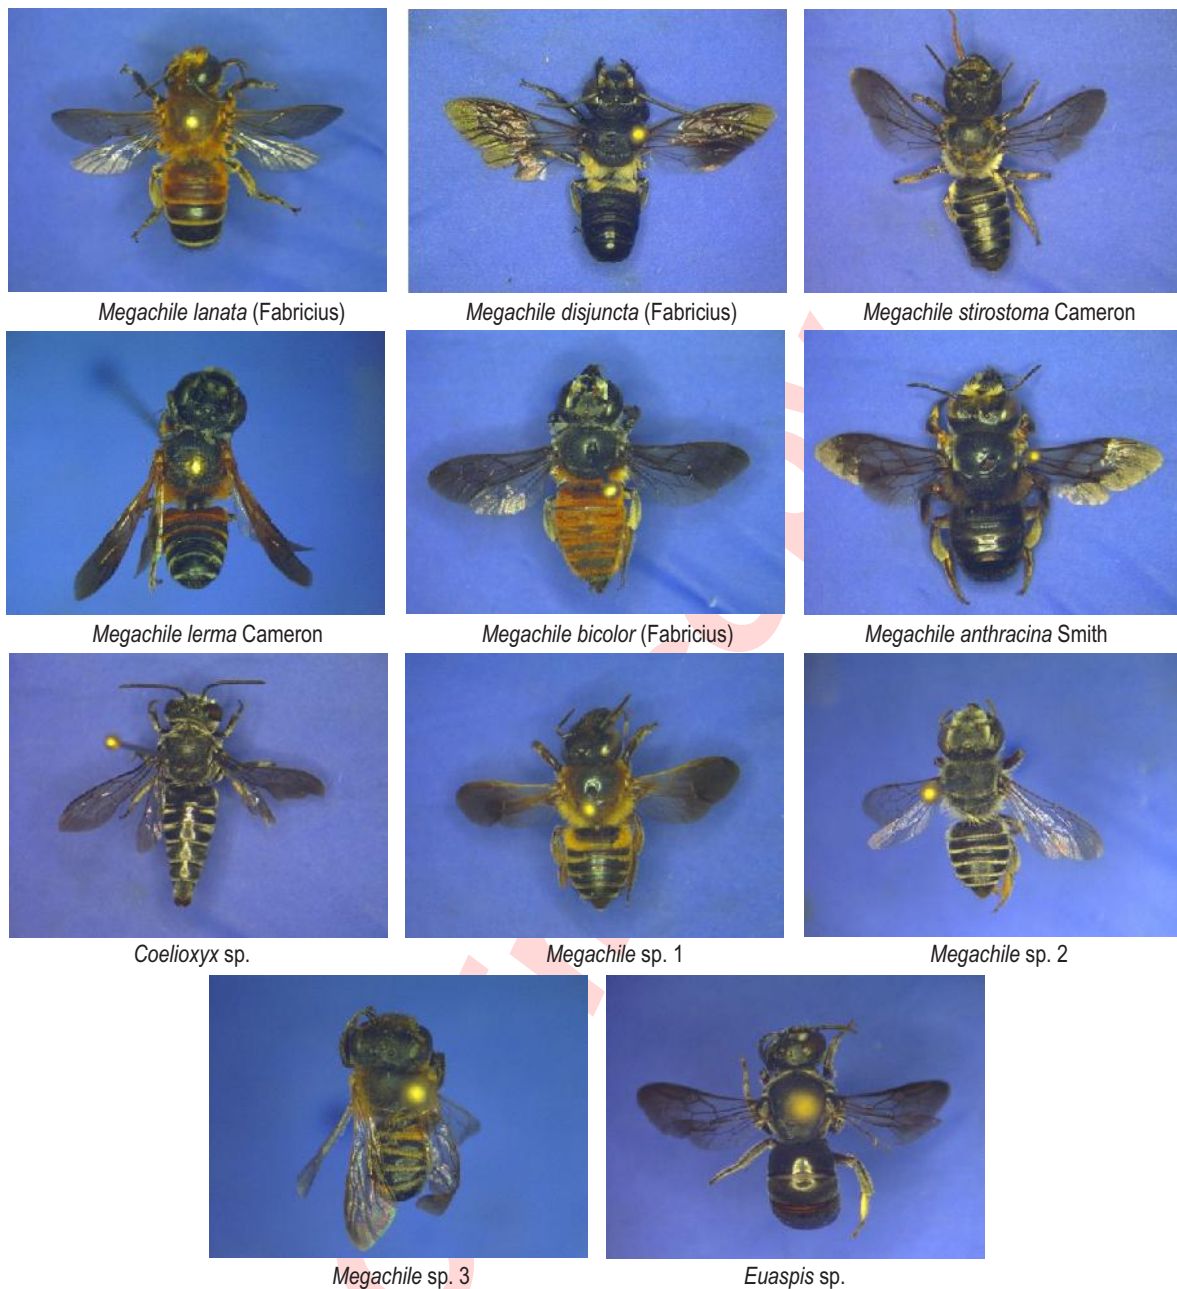 Megachile lanata (Fabricius)
Megachile disjuncta (Fabricius)
Megachile stirostoma Cameron
Megachile lerma Cameron
Megachile bicolor (Fabricius)
Megachile anthracina Smith
Coelioxyx sp.
Megachile sp. 1
Megachile sp. 2
Megachile sp. 3
Euaspis sp.